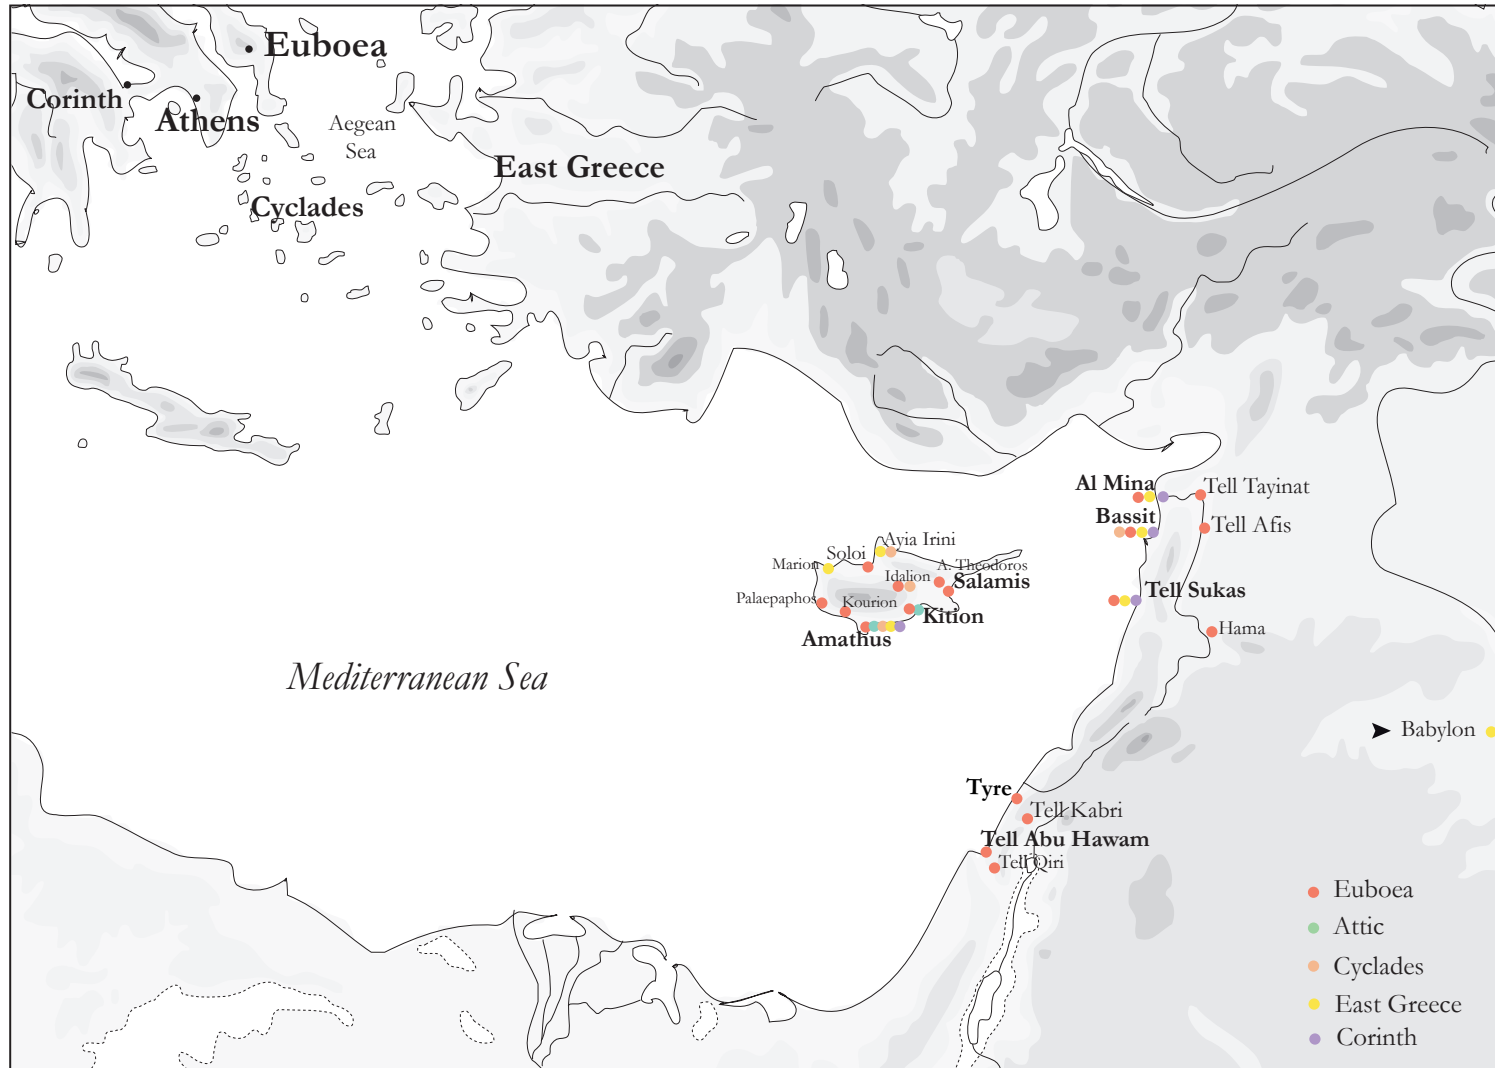 Euboea
Corinth
Athens
Aegean
Sea
East Greece
Cyclades
Al Mina
Tell Tayinat
Bassit
Tell Afis
Ayia Irini
Soloi
Marion
A. Theodoros
Idalion
Salamis
Tell Sukas
Palaepaphos
Kourion
Kition
Hama
Amathus
Mediterranean Sea
Babylon
Tyre
Tell Kabri
Tell Abu Hawam
Tell Qiri
Euboea
Attic
Cyclades
East Greece
Corinth